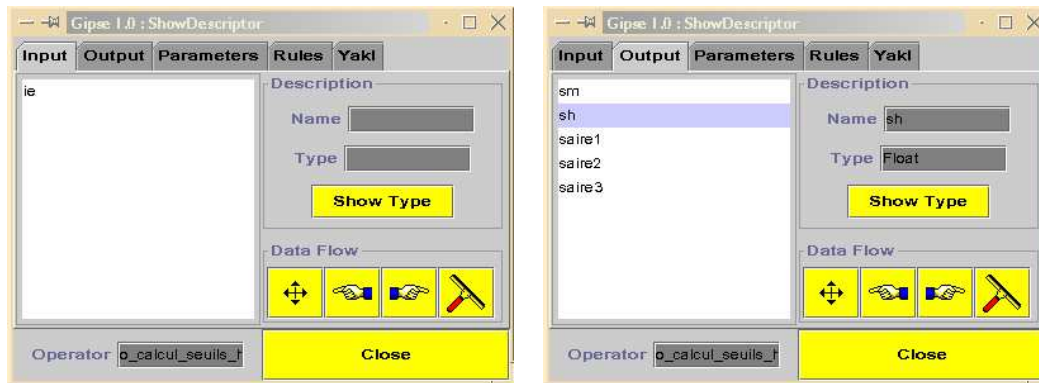 Gipse 1.0 : ShowDescriptor
Input Output Parameters Rules Yakl
ie
Description
Name
Type
Show Type
Data Flow
Operator o_calcul_seuils_h
Close
Gipse 1.0 : ShowDescriptor
Input Output Parameters Rules Yakl
sm
sh
saire1
saire2
saire3
Description
Name sh
Type Float
Show Type
Data Flow
Operator o_calcul_seuils_h
Close